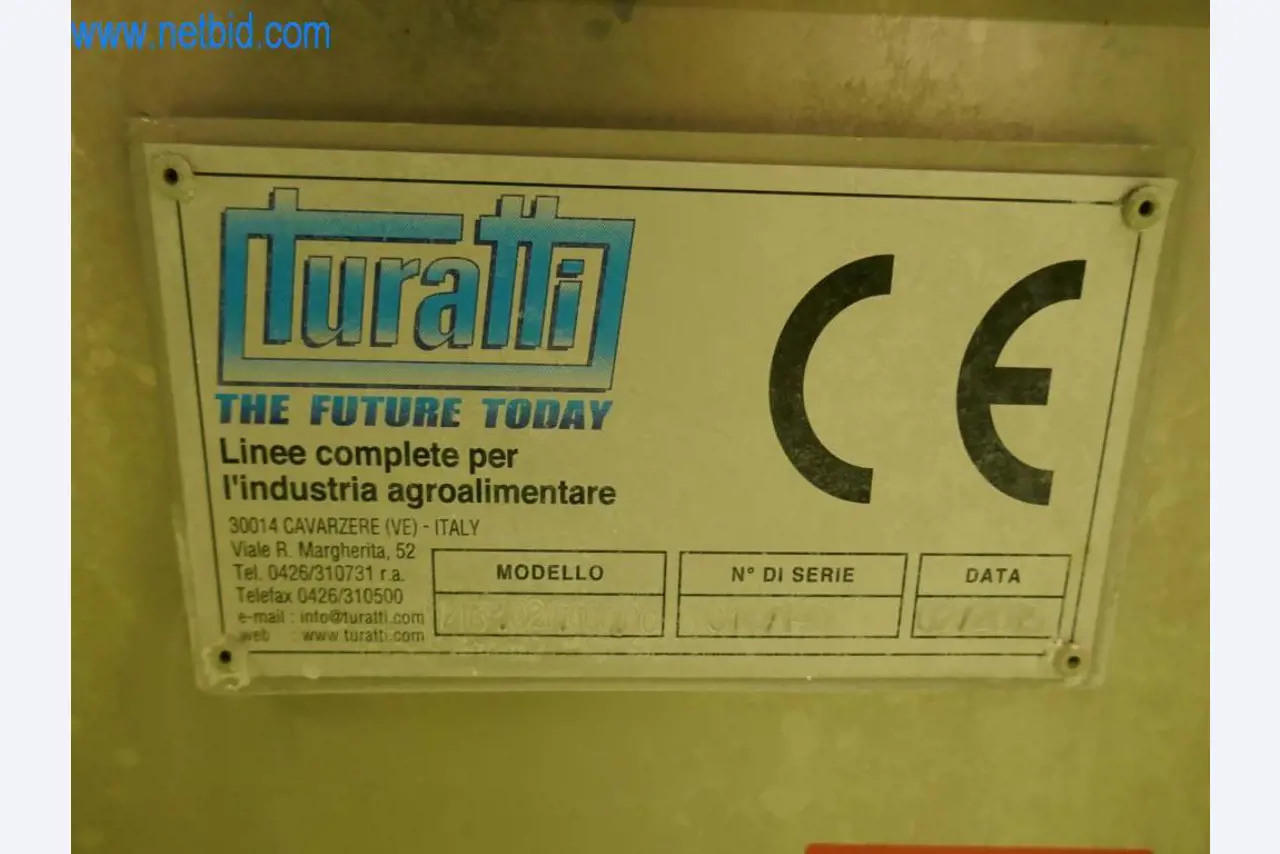 www.netbid.com
turatti
THE FUTURE TODAY
Linee complete per
l'industria agroalimentare
30014 CAVARZERE (VE) - ITALY
Viale R. Margherita, 52
Tel. 0426/310731 r.a.
Telefax 0426/310500
e-mail : info@turatti.com
web : www turatti.com
CE
MODELLO
N° DI SERIE
DATA